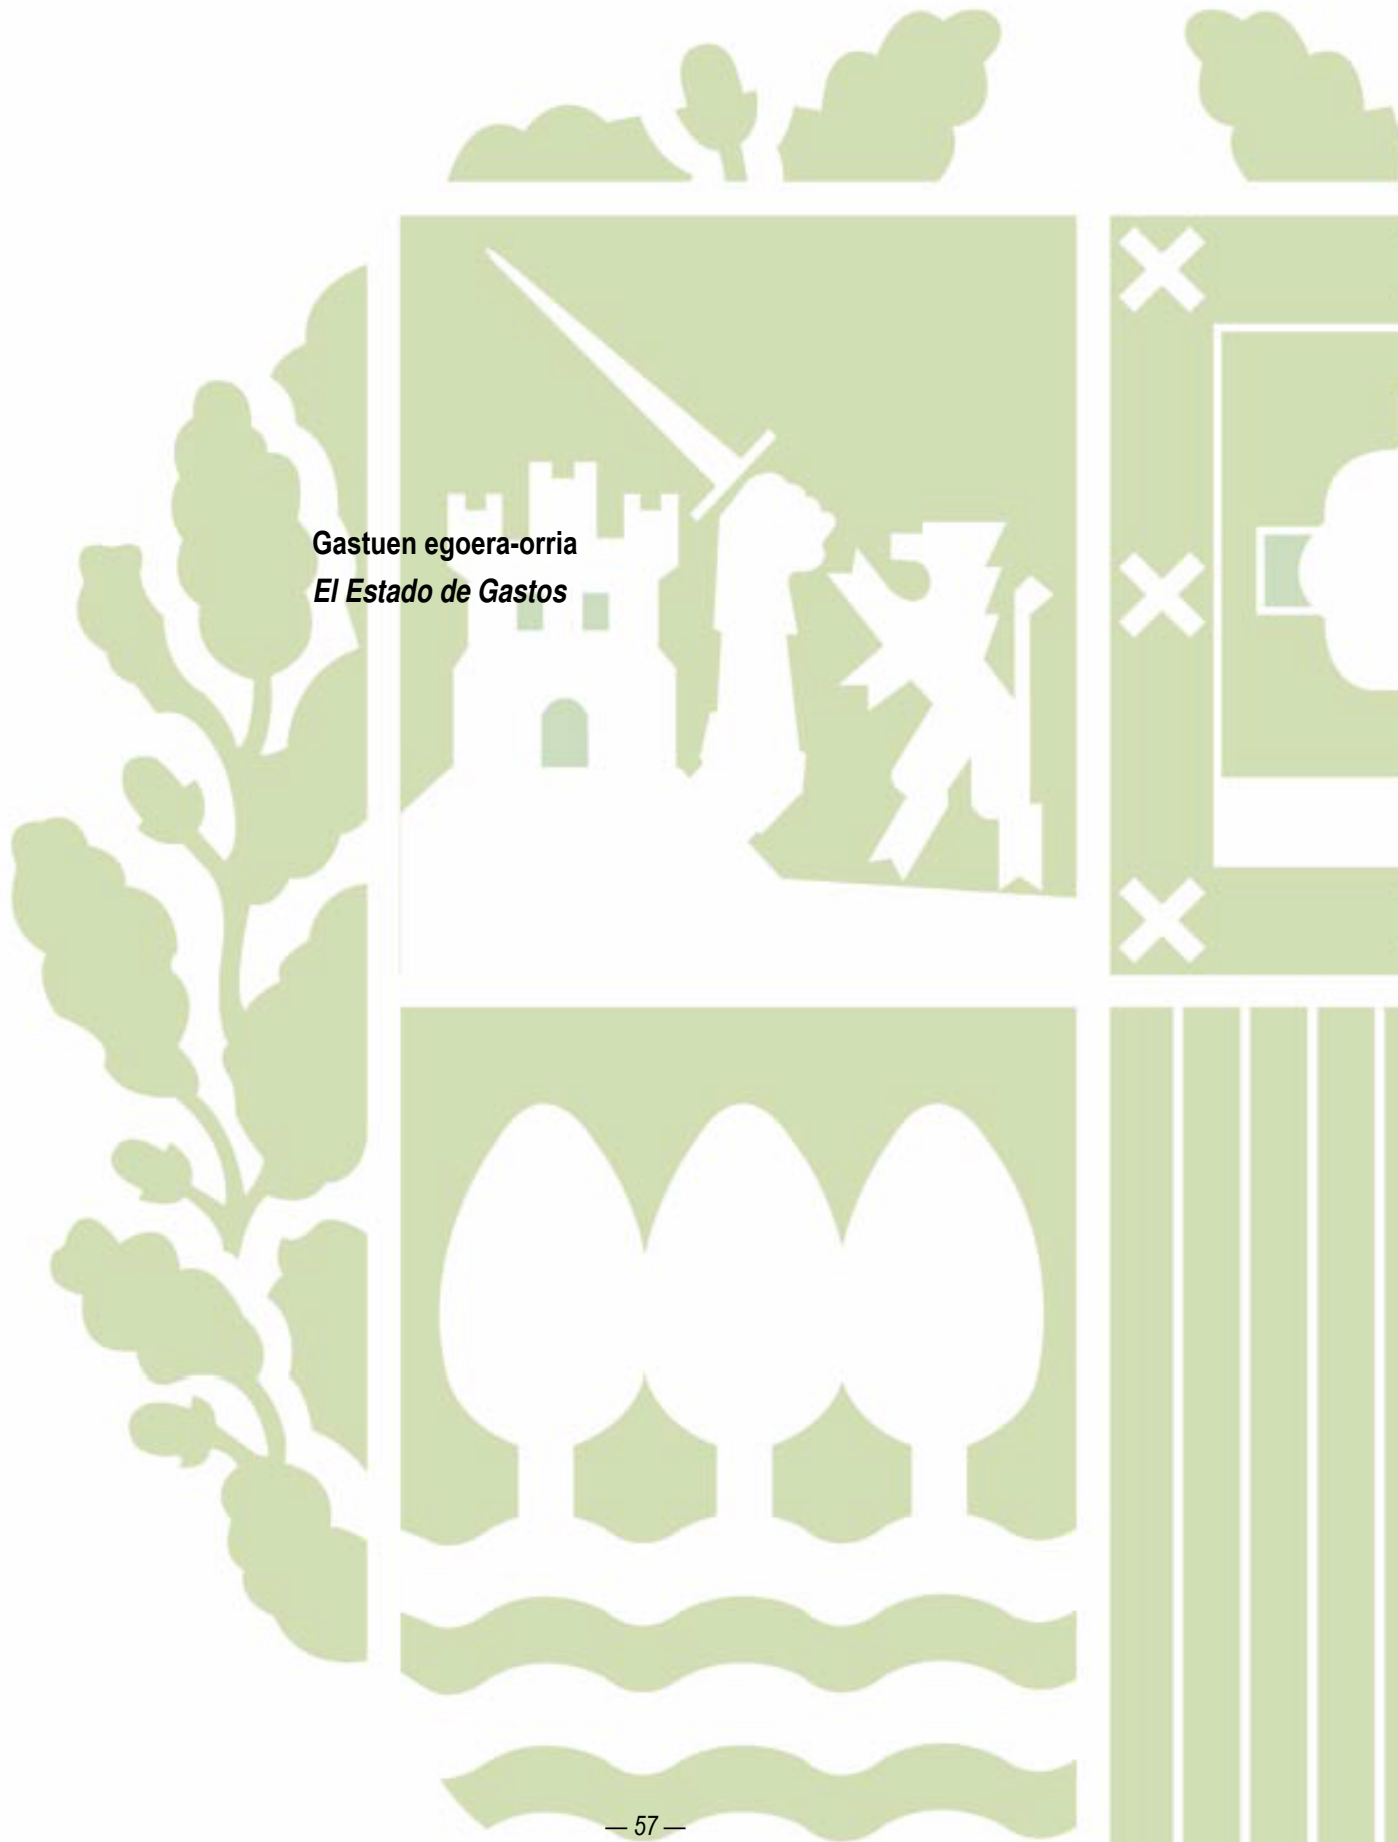 Gastuen egoera-orria
El Estado de Gastos
— 57 —